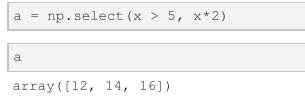 a = np.select(x > 5, x*2)
a
array([12, 14, 16])